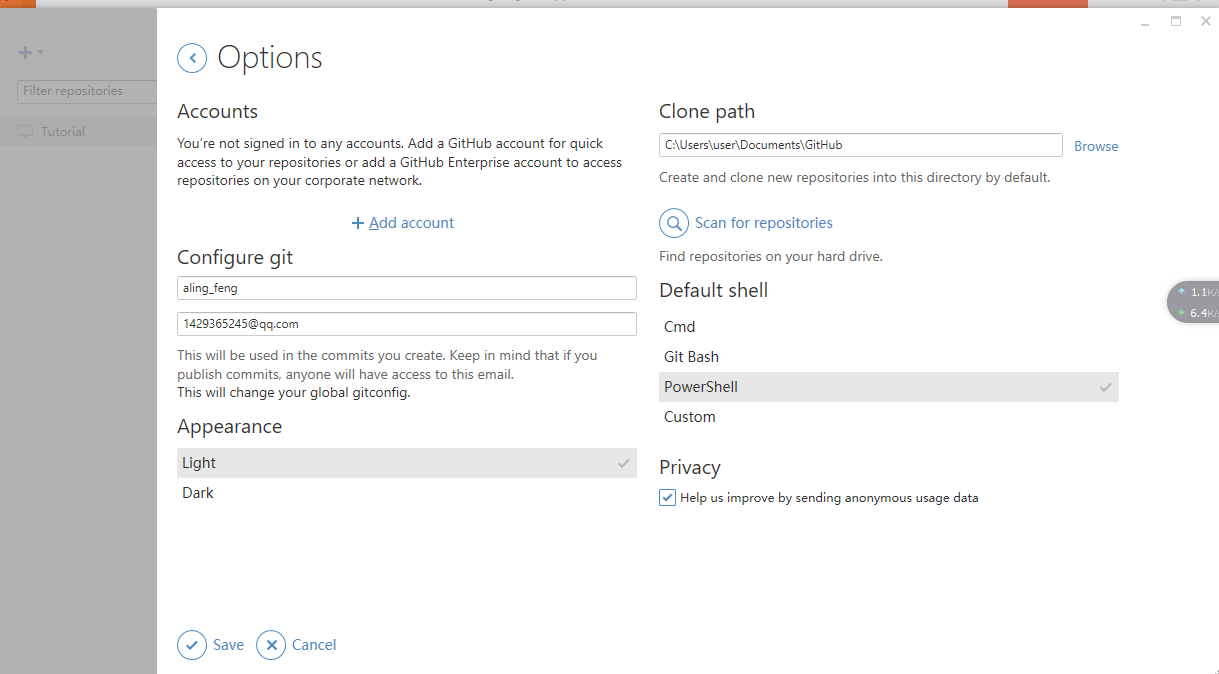 Options
Filter repositories
Tutorial
Accounts
You're not signed in to any accounts. Add a GitHub account for quick
access to your repositories or add a GitHub Enterprise account to access
repositories on your corporate network.
Add account
Configure git
aling_feng
1429365245@qq.com
This will be used in the commits you create. Keep in mind that if you
publish commits, anyone will have access to this email.
This will change your global gitconfig.
Appearance
Light
Dark
Clone path
C:\Users\user\Documents\GitHub
Browse
Create and clone new repositories into this directory by default.
Scan for repositories
Find repositories on your hard drive.
Default shell
Cmd
Git Bash
PowerShell
Custom
Privacy
Help us improve by sending anonymous usage data
1.1K/
6.4K/
Save
Cancel